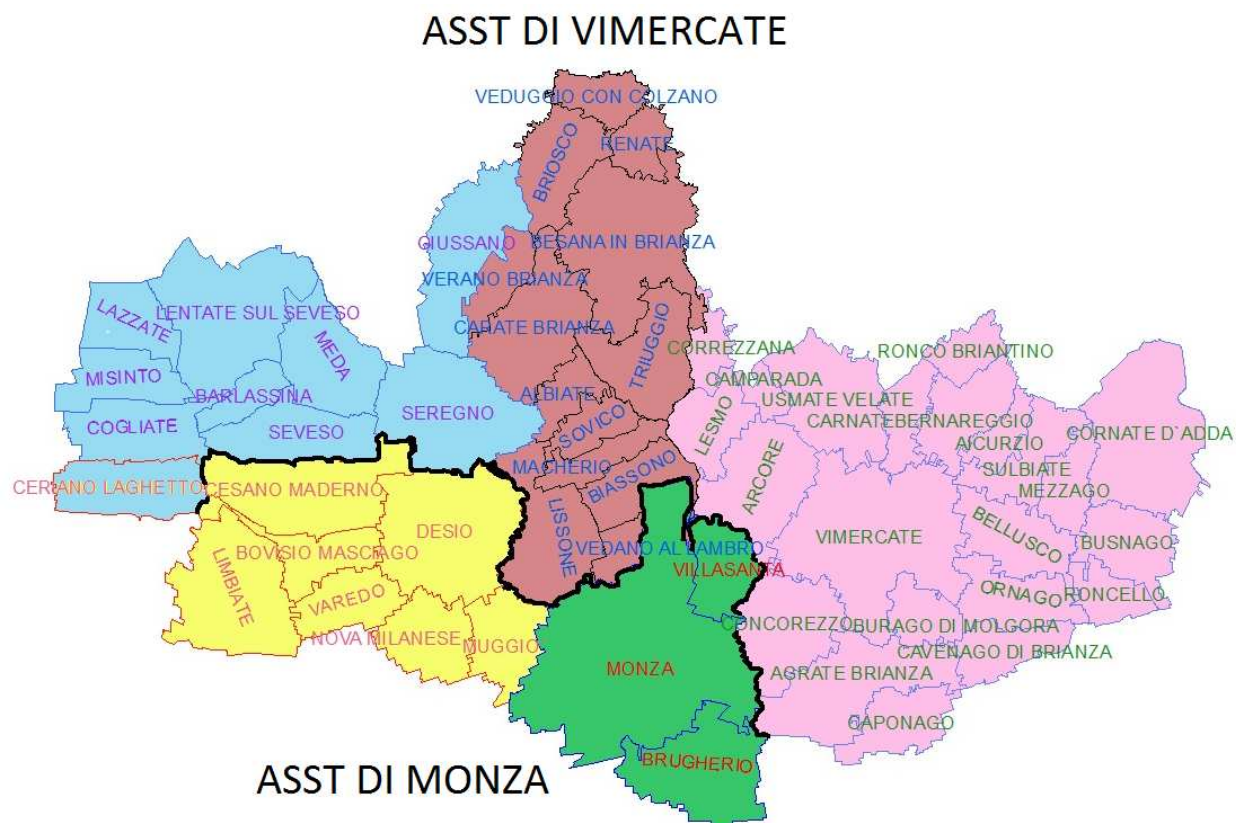 ASST DI VIMERCATE
VEDUGGIO CON COLZANO
BRIOSCO
RENATE
GIUSSANO
BESANA IN BRIANZA
VERANO BRIANZA
LAZZATE
LENTATE SUL SEVESO
MEDA
CARATE BRIANZA
TRIUGGIO
CORREZZANA
RONCO BRIANTINO
MISINTO
BARLASSINA
SEREGNO
ALBIATE
CAMPARADA
USMATE VELATE
COGLIATE
SEVESO
SOVICO
LESMO
CARNATE
BERNAREGGIO
AICURZIO
CORNATE D`ADDA
MACHERIO
BIASSONO
ARCORE
SULBIATE
MEZZAGO
CERIANO LAGHETTO
CESANO MADERNO
DESIO
LISSONE
VIMERCATE
BELLUSCO
BUSNAGO
LIMBIATE
BOVISIO MASCIAGO
VEDANO AL LAMBRO
VILLASANTA
VAREDO
ORNAGO
RONCELLO
NOVA MILANESE
MUGGIO
CONCOREZZO
BURAGO DI MOLGORA
CAVENAGO DI BRIANZA
MONZA
AGRATE BRIANZA
CAPONAGO
BRUGHERIO
ASST DI MONZA